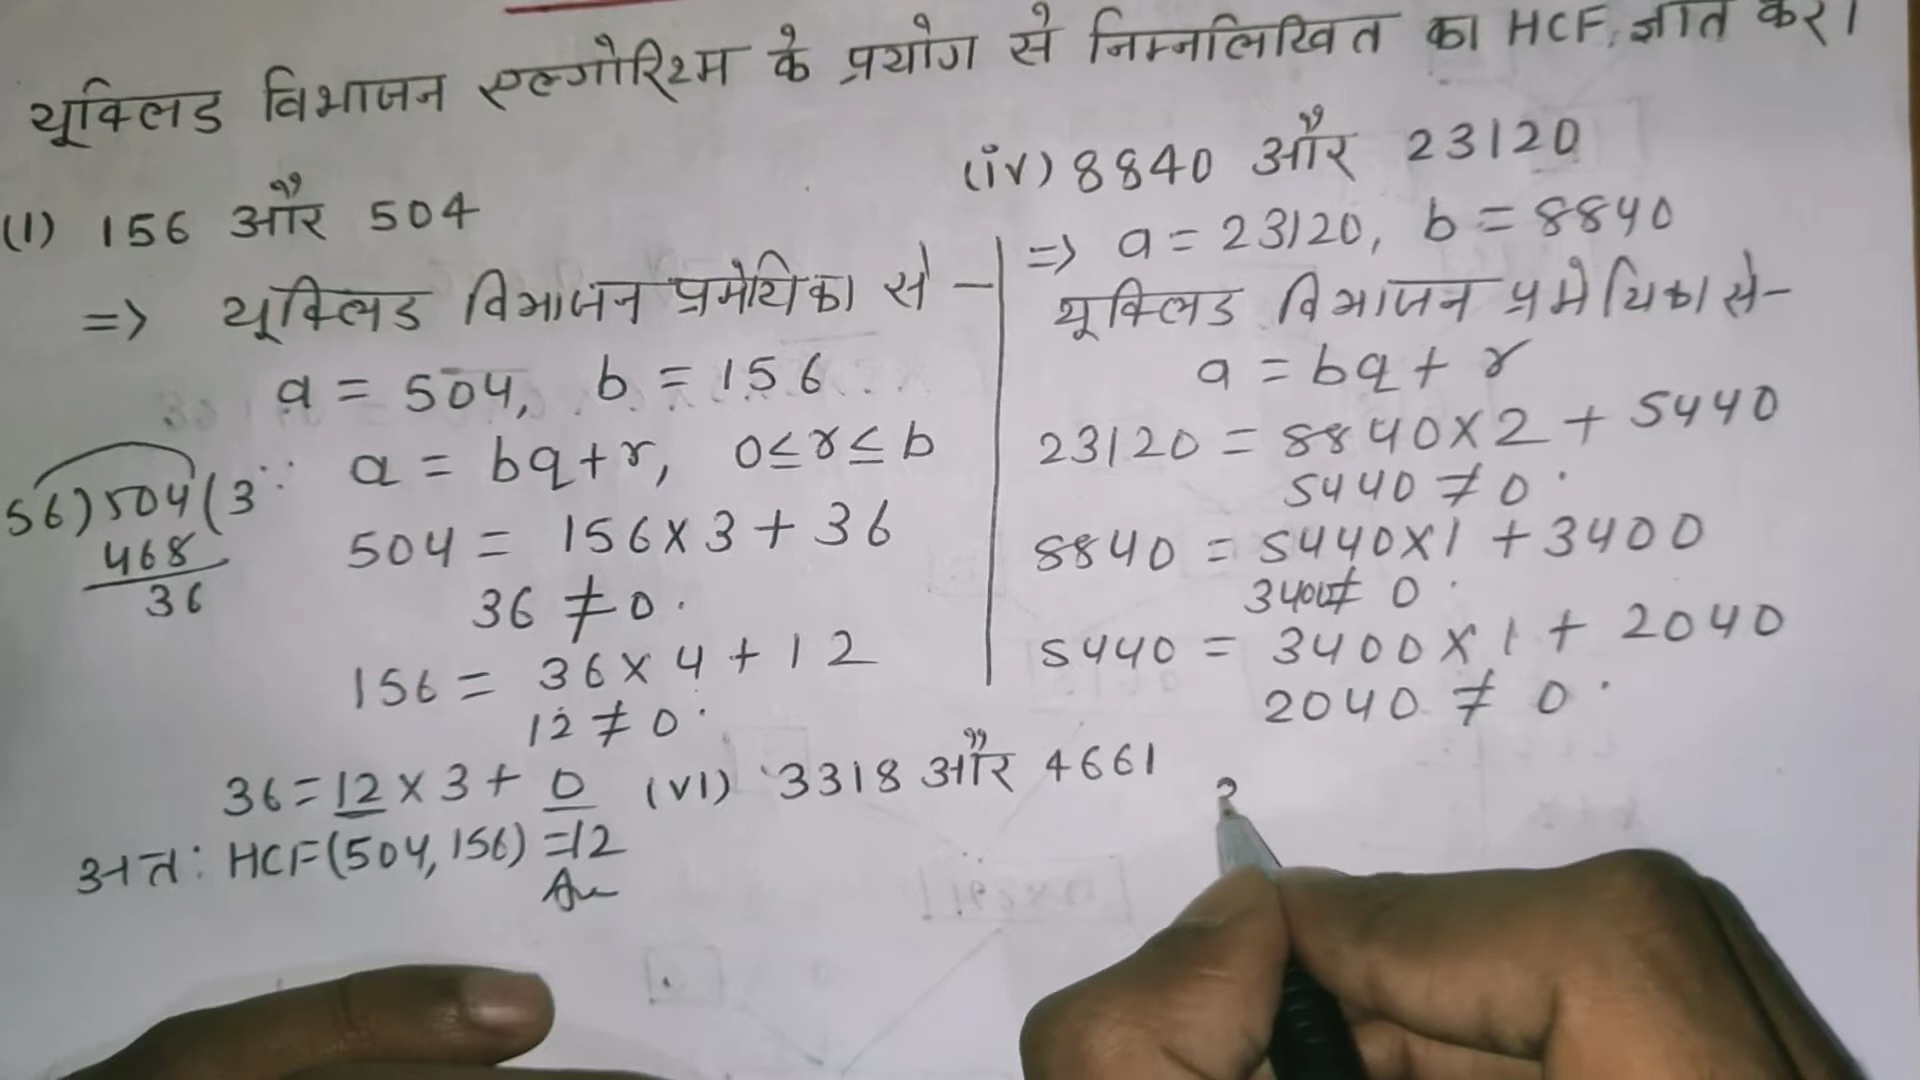 यूक्लिड विभाजन एल्गोरिथ्म के प्रयोग से निम्नलिखित का HCF ज्ञात करें।
(I) 156 और 504
=> यूक्लिड विभाजन प्रमेयिका से -
a = 504, b = 156
∵ a = bq+r, 0≤r≤b
56)504(3
468
36
504 = 156×3+36
36 ≠ 0.
156 = 36×4+12
12 ≠ 0.
36=12×3+0
अतः HCF(504,156)=12
Ans
(iv) 8840 और 23120
=> a = 23120, b = 8840
यूक्लिड विभाजन प्रमेयिका से-
a = bq+r
23120 = 8840×2+5440
5440 ≠ 0.
8840 = 5440×1+3400
3400≠ 0.
5440 = 3400×1+2040
2040 ≠ 0.
(VI) 3318 और 4661